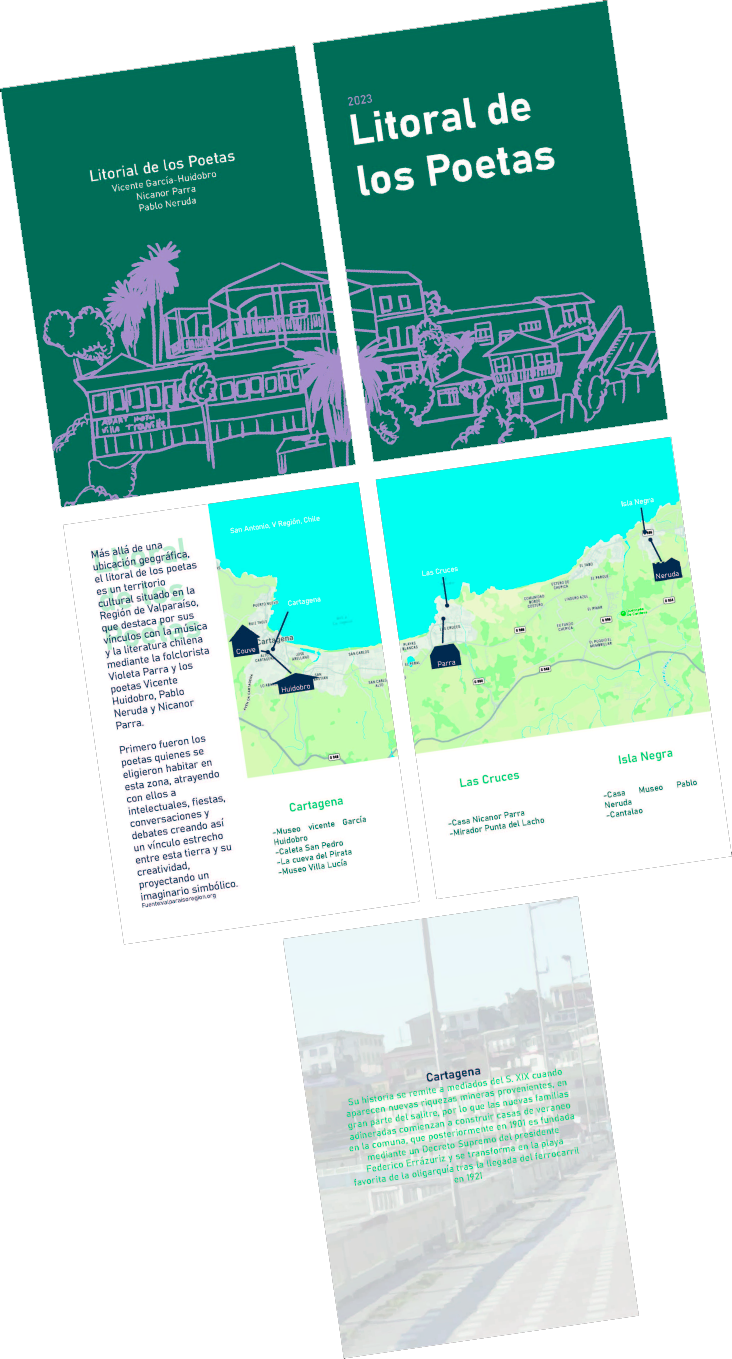 Litorial de los Poetas
Vicente García-Huidobro
Nicanor Parra
Pablo Neruda
2023
Litoral de
los Poetas
Litoral
Más allá de una
ubicación geográfica,
el litoral de los poetas
es un territorio
cultural situado en la
Región de Valparaíso,
que destaca por sus
vínculos con la música
y la literatura chilena
mediante la folclorista
Violeta Parra y los
poetas Vicente
Huidobro, Pablo
Neruda y Nicanor
Parra.
Primero fueron los
poetas quienes se
eligieron habitar en
esta zona, atrayendo
con ellos a
intelectuales, fiestas,
conversaciones y
debates creando así
un vínculo estrecho
entre esta tierra y su
creatividad,
proyectando un
imaginario simbólico.
Fuente:valparaisoregion.org
San Antonio, V Región, Chile
Cartagena
Cartagena
Couve
Huidobro
SAN CARLOS
Cartagena
-Museo vicente García
Huidobro
-Caleta San Pedro
-La cueva del Pirata
-Museo Villa Lucía
Isla Negra
Neruda
Las Cruces
Parra
EL PARQUE
Las Cruces
-Casa Nicanor Parra
-Mirador Punta del Lacho
Isla Negra
-Casa Museo Pablo
Neruda
-Cantalao
Cartagena
Su historia se remite a mediados del S. XIX cuando
aparecen nuevas riquezas mineras provenientes, en
gran parte del salitre, por lo que las nuevas familias
adineradas comienzan a construir casas de veraneo
en la comuna, que posteriormente en 1901 es fundada
mediante un Decreto Supremo del presidente
Federico Errázuriz y se transforma en la playa
favorita de la oligarquía tras la llegada del ferrocarril
en 1921